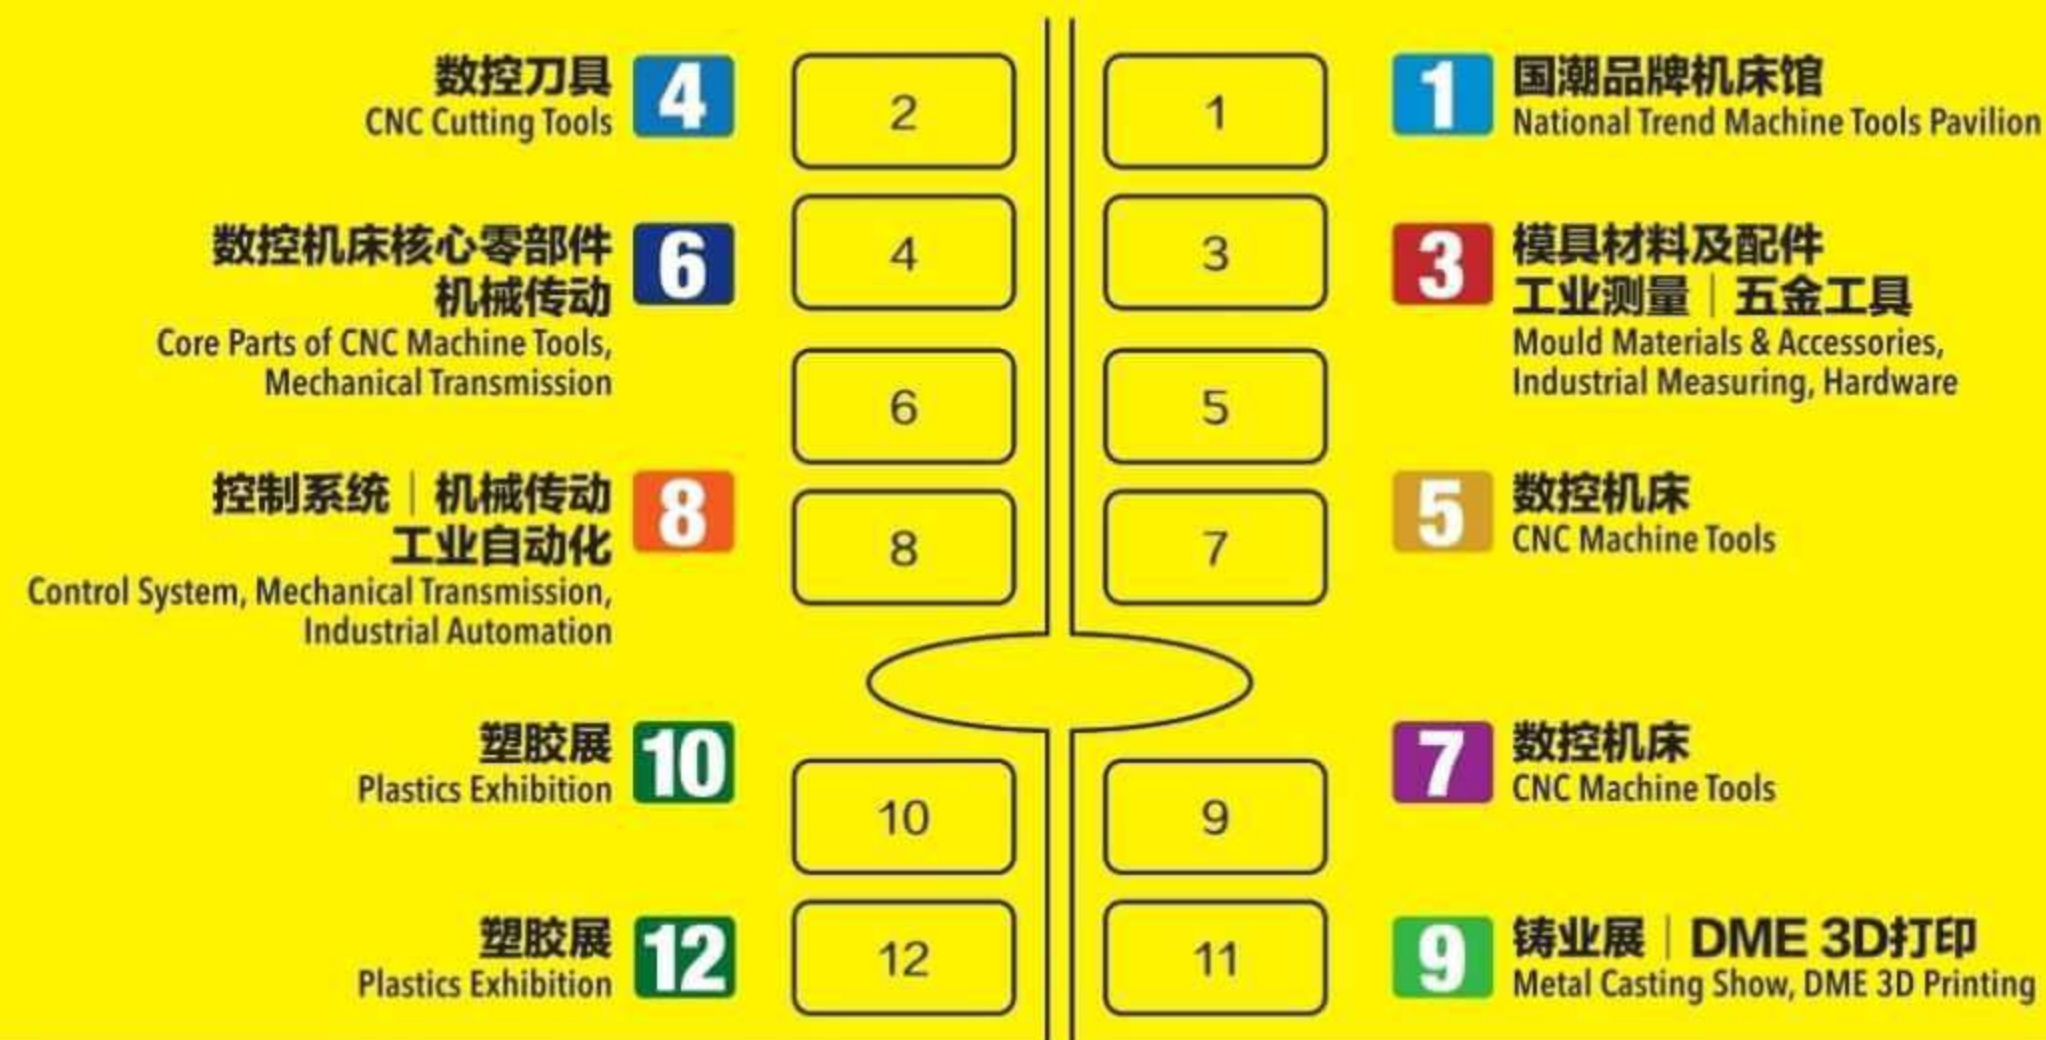 数控刀具
CNC Cutting Tools
4
数控机床核心零部件
机械传动
Core Parts of CNC Machine Tools,
Mechanical Transmission
6
控制系统｜机械传动
工业自动化
Control System, Mechanical Transmission,
Industrial Automation
8
塑胶展
Plastics Exhibition
10
塑胶展
Plastics Exhibition
12
2
1
4
3
6
5
8
7
10
9
12
11
1
国潮品牌机床馆
National Trend Machine Tools Pavilion
3
模具材料及配件
工业测量｜五金工具
Mould Materials & Accessories,
Industrial Measuring, Hardware
5
数控机床
CNC Machine Tools
7
数控机床
CNC Machine Tools
9
铸业展｜DME 3D打印
Metal Casting Show, DME 3D Printing